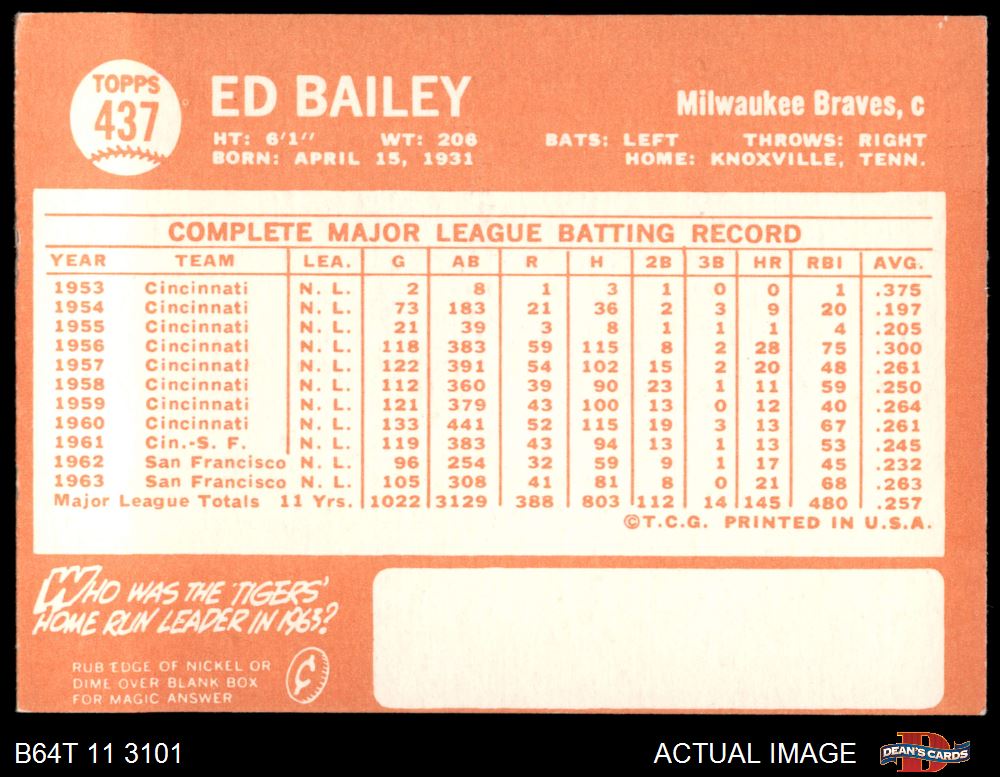 TOPPS
437
ED BAILEY
Milwaukee Braves, c
HT: 6'1" WT: 206 BATS: LEFT THROWS: RIGHT
BORN: APRIL 15, 1931 HOME: KNOXVILLE, TENN.
COMPLETE MAJOR LEAGUE BATTING RECORD
YEAR TEAM LEA. G AB R H 2B 3B HR RBI AVG.
1953 Cincinnati N. L. 2 8 1 3 1 0 0 1 .375
1954 Cincinnati N. L. 73 183 21 36 2 3 9 20 .197
1955 Cincinnati N. L. 21 39 3 8 1 1 1 4 .205
1956 Cincinnati N. L. 118 383 59 115 8 2 28 75 .300
1957 Cincinnati N. L. 122 391 54 102 15 2 20 48 .261
1958 Cincinnati N. L. 112 360 39 90 23 1 11 59 .250
1959 Cincinnati N. L. 121 379 43 100 13 0 12 40 .264
1960 Cincinnati N. L. 133 441 52 115 19 3 13 67 .261
1961 Cin.-S. F. N. L. 119 383 43 94 13 1 13 53 .245
1962 San Francisco N. L. 96 254 32 59 9 1 17 45 .232
1963 San Francisco N. L. 105 308 41 81 8 0 21 68 .263
Major League Totals 11 Yrs. 1022 3129 388 803 112 14 145 480 .257
©T.C.G. PRINTED IN U.S.A.
WHO WAS THE TIGERS'
HOME RUN LEADER IN 1963?
RUB EDGE OF NICKEL OR
DIME OVER BLANK BOX
FOR MAGIC ANSWER
¢
B64T 11 3101 ACTUAL IMAGE DEAN'S CARDS